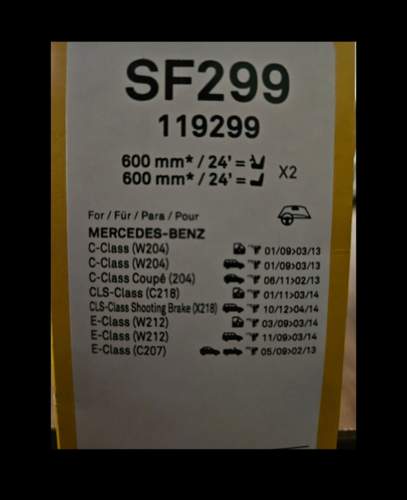 SF299
119299
600 mm* / 24' =
600 mm* / 24' =
X2
For / Für / Para / Pour
MERCEDES-BENZ
C-Class (W204) 01/09>03/13
C-Class (W204) 01/09>03/13
C-Class Coupé (204) 06/11>02/13
CLS-Class (C218) 01/11>03/14
CLS-Class Shooting Brake (X218) 10/12>04/14
E-Class (W212) 03/09>03/14
E-Class (W212) 11/09>03/14
E-Class (C207) 05/09>02/13